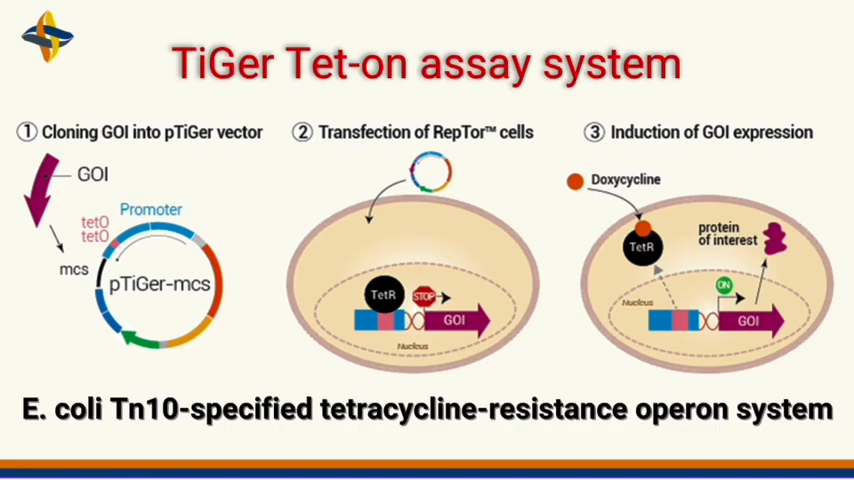 TiGer Tet-on assay system
1 Cloning GOI into pTiGer vector
GOI
Promoter
tetO
tetO
mcs
pTiGer-mcs
2 Transfection of RepTor™ cells
TetR
STOP
GOI
Nucleus
3 Induction of GOI expression
Doxycycline
TetR
protein
of interest
ON
Nucleus
GOI
E. coli Tn10-specified tetracycline-resistance operon system